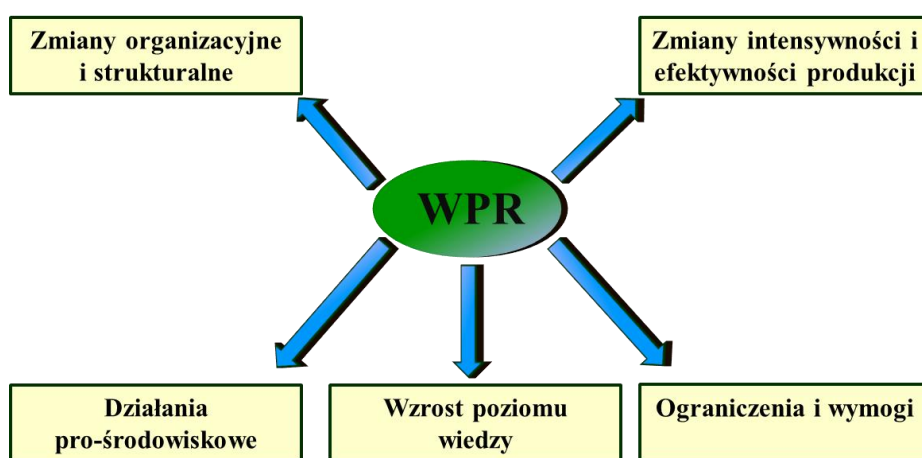 Zmiany organizacyjne
i strukturalne
Zmiany intensywności i
efektywności produkcji
WPR
Działania
pro-środowiskowe
Wzrost poziomu
wiedzy
Ograniczenia i wymogi